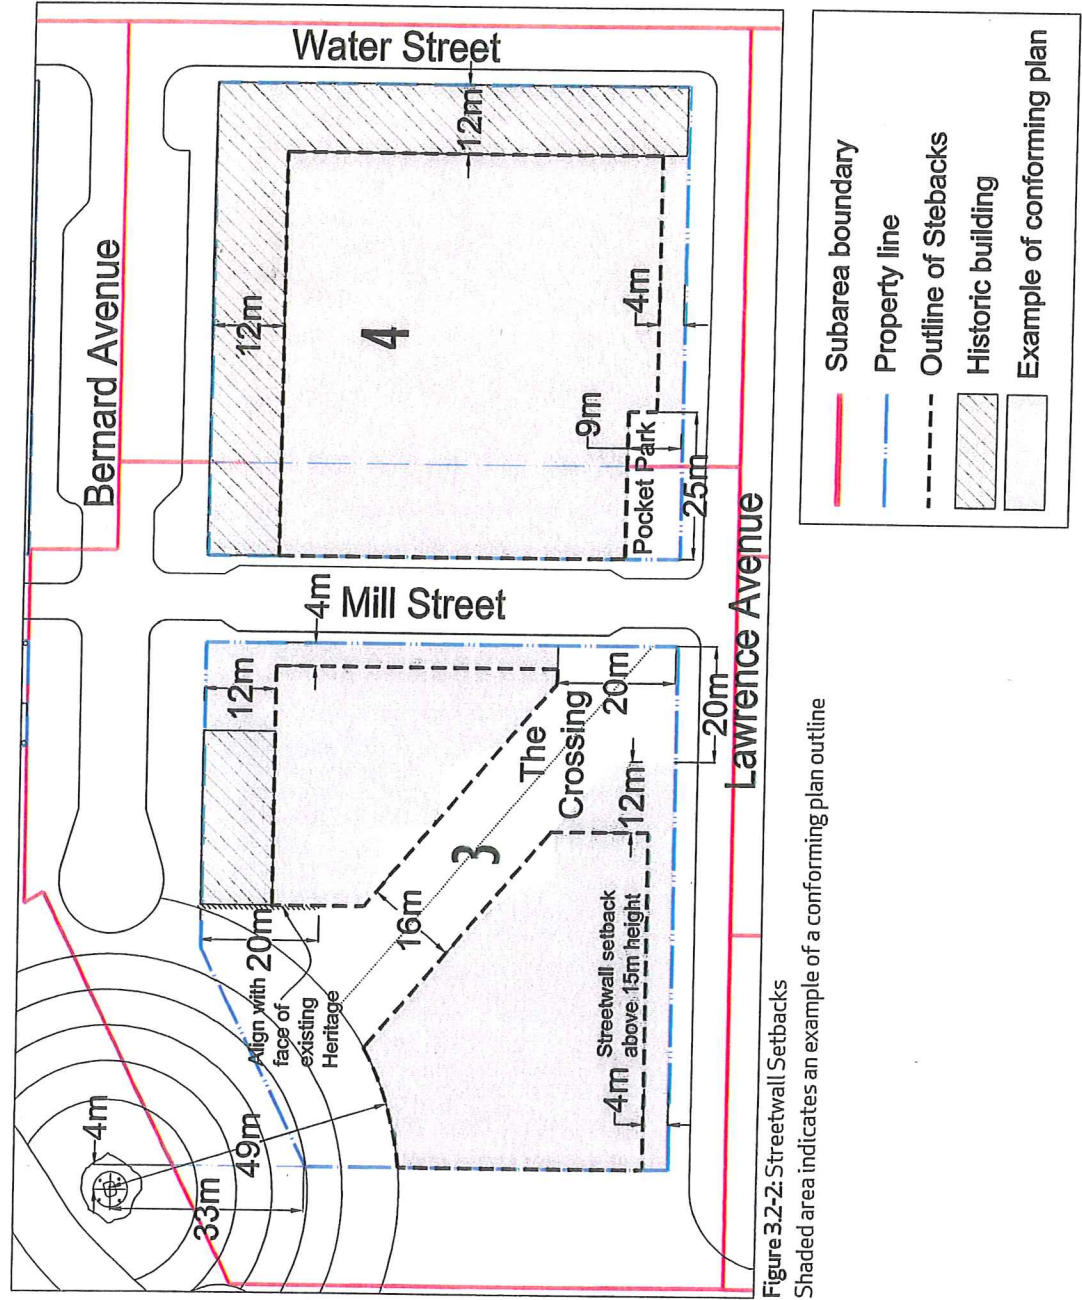 Water Street
12m
Bernard Avenue
12m
4
4m
9m
Pocket Park
25m
4m
Mill Street
12m
20m
20m
The
Crossing
Lawrence Avenue
12m
3
16m
20m
Align with
face of
existing
Heritage
Streetwall setback
above 15m height
4m
4m
49m
33m
Subarea boundary
Property line
Outline of Stebacks
Historic building
Example of conforming plan
Figure 3.2-2: Streetwall Setbacks
Shaded area indicates an example of a conforming plan outline